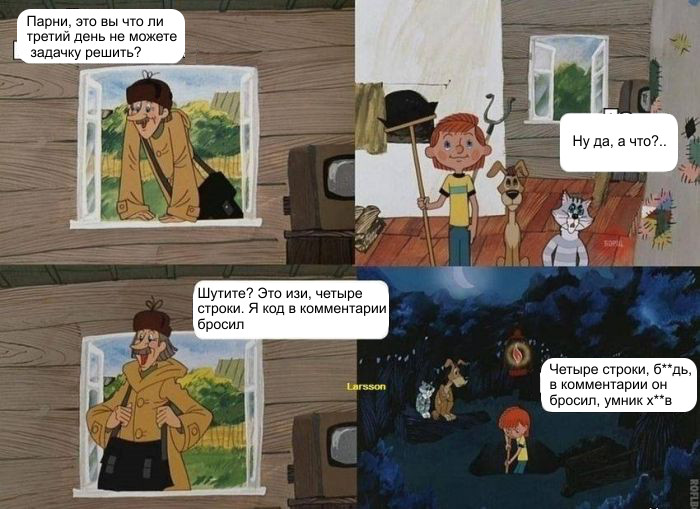 Парни, это вы что ли
третий день не можете
задачку решить?
Ну да, а что?..
БОРЩ
Шутите? Это изи, четыре
строки. Я код в комментарии
бросил
Larsson
Четыре строки, б**дь,
в комментарии он
бросил, умник х**в